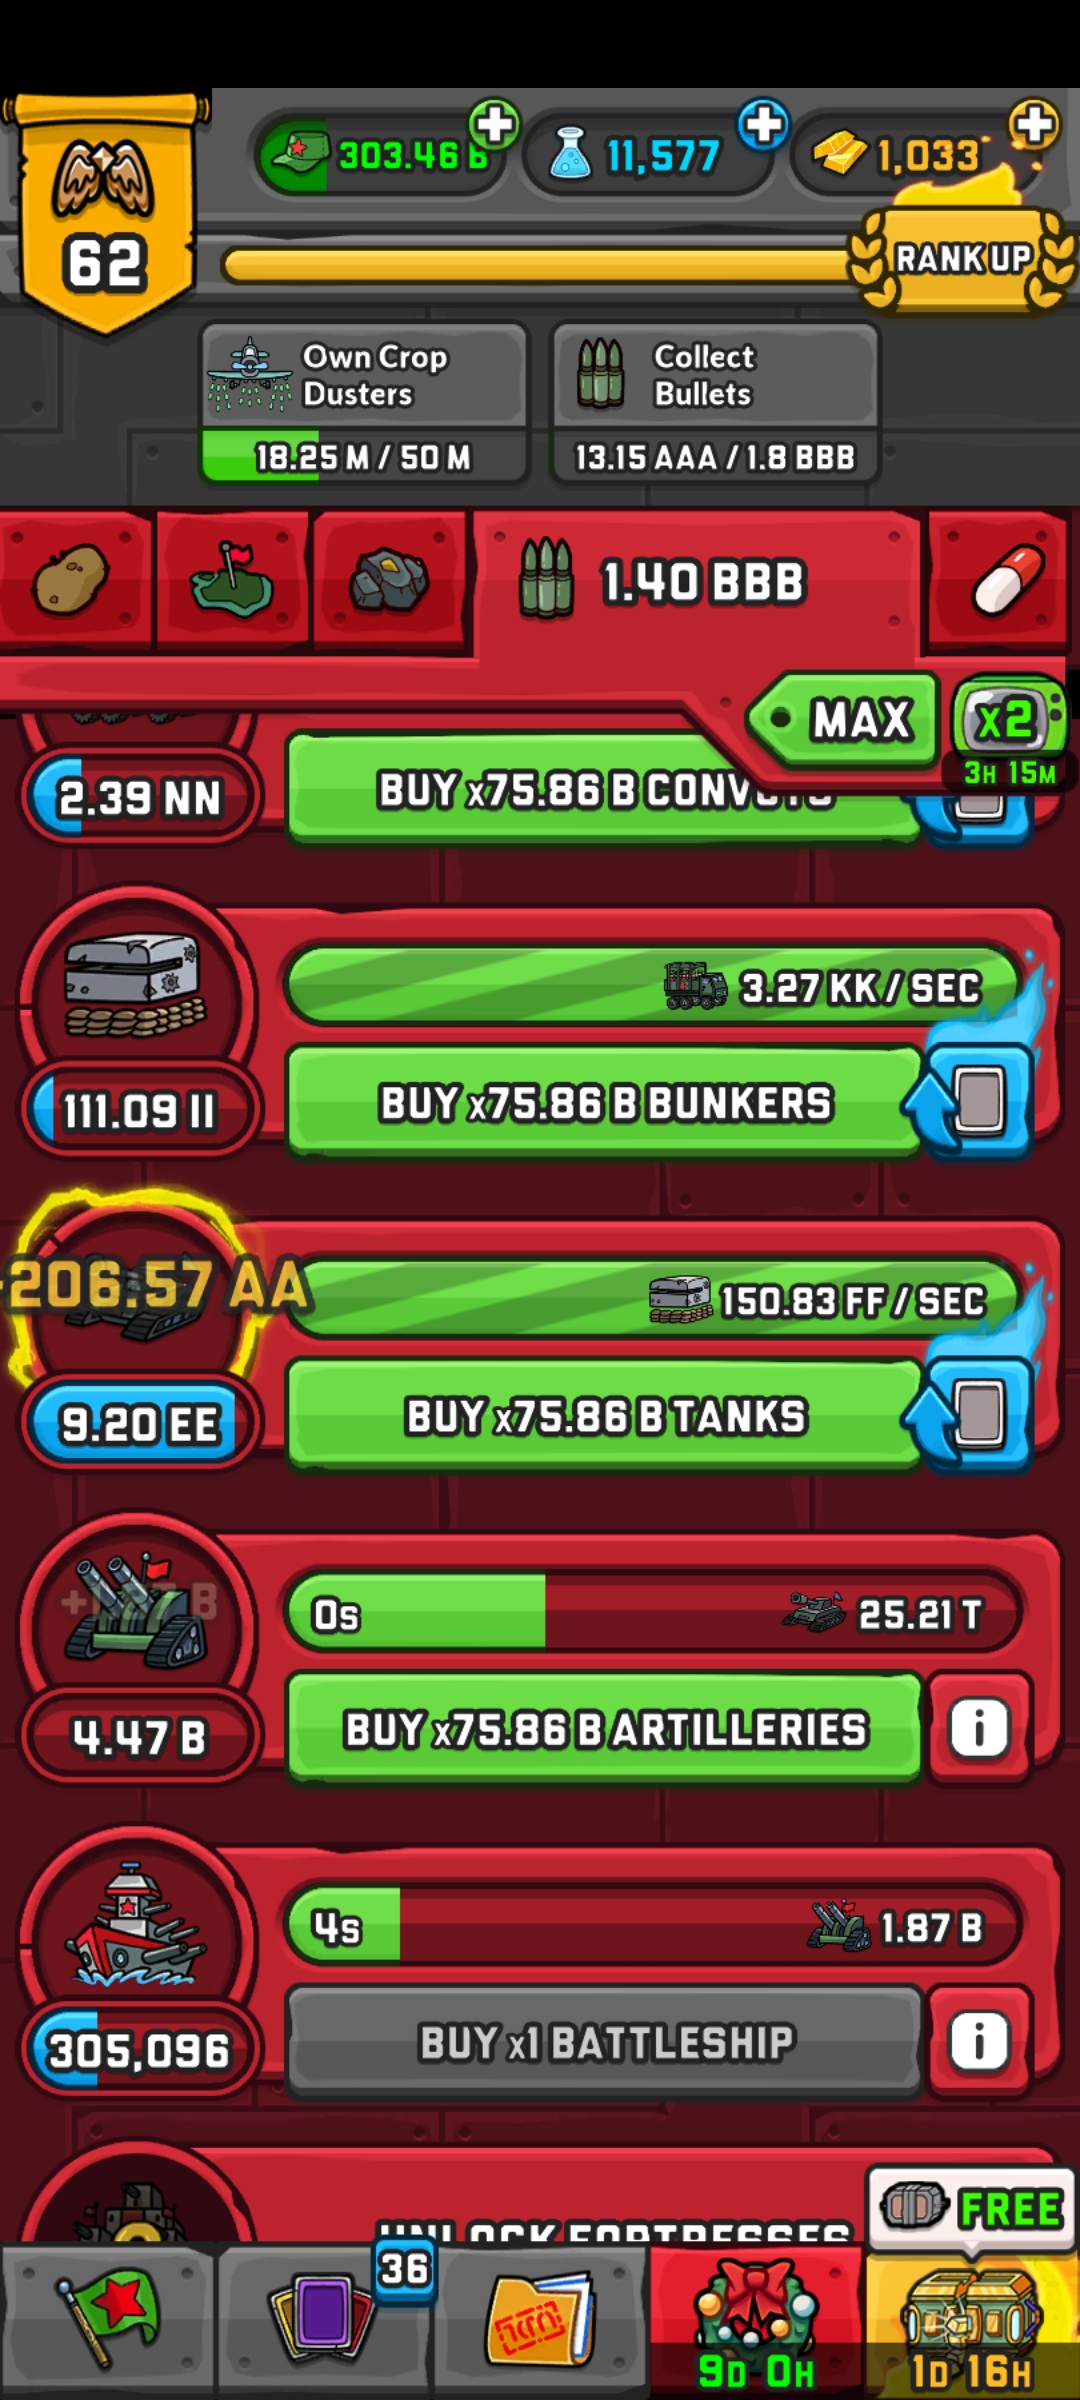 303.46 B
11,577
1,033
62
RANK UP
Own Crop
Dusters
Collect
Bullets
18.25 M / 50 M
13.15 AAA / 1.8 BBB
1.40 BBB
MAX
x2
3H 15M
2.39 NN
BUY x75.86 B CONVOYS
3.27 KK / SEC
111.09 II
BUY x75.86 B BUNKERS
206.57 AA
150.83 FF / SEC
9.20 EE
BUY x75.86 B TANKS
0s
25.21 T
4.47 B
BUY x75.86 B ARTILLERIES
i
4s
1.87 B
305,096
BUY x1 BATTLESHIP
i
UNLOCK FORTRESSES
FREE
36
9D 0H
1D 16H